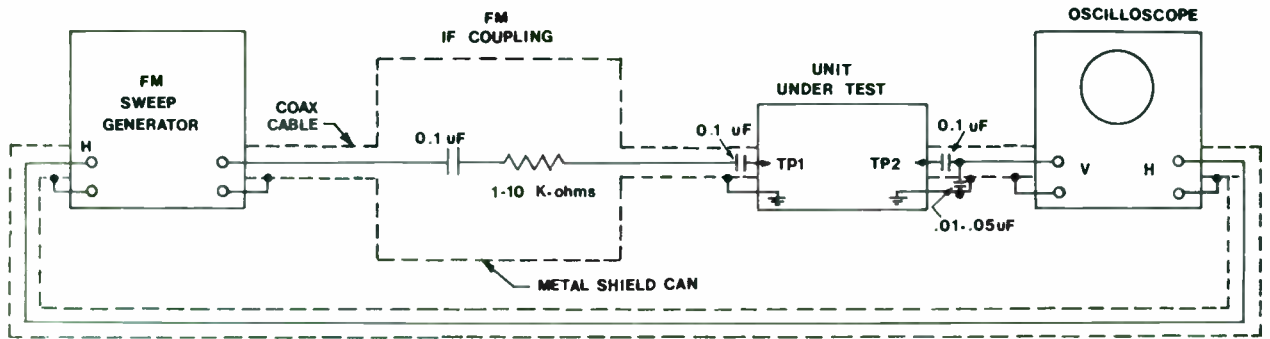 FM
IF COUPLING
OSCILLOSCOPE
FM
SWEEP
GENERATOR
H
COAX
CABLE
0.1 uF
1-10 K-ohms
METAL SHIELD CAN
UNIT
UNDER TEST
0.1 uF
TP1
TP2
0.1 uF
.01-.05uF
V
H